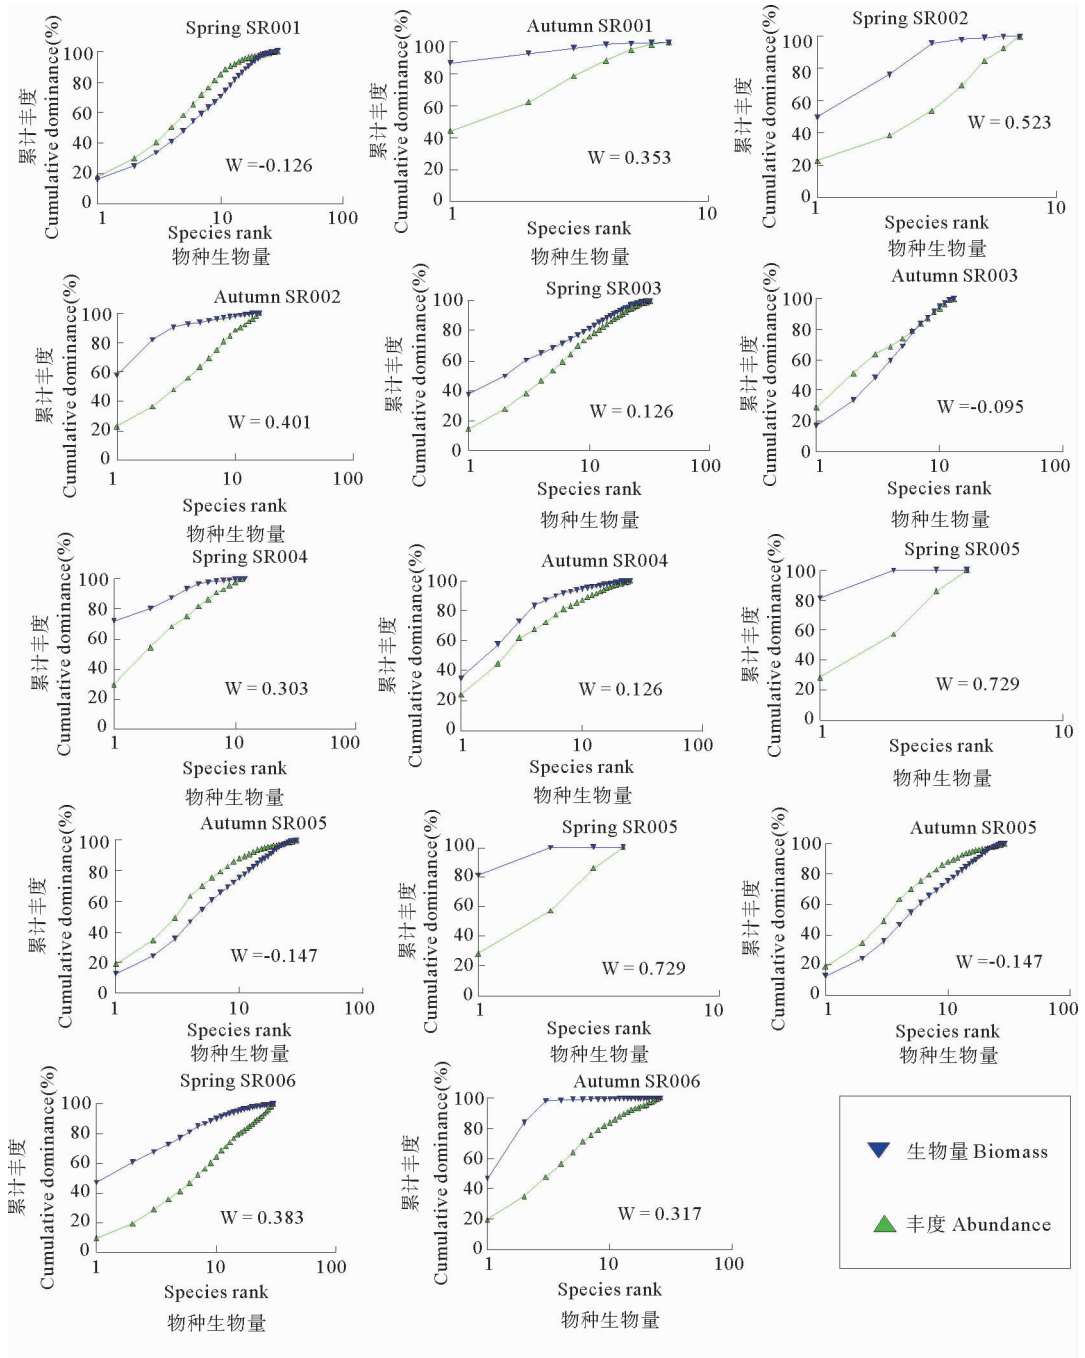 Spring SR001
累计丰度
Cumulative dominance(%)
100
80
60
40
20
0
W =-0.126
1
10
100
Species rank
物种生物量
Autumn SR001
累计丰度
Cumulative dominance(%)
100
80
60
40
20
0
W = 0.353
1
10
Species rank
物种生物量
Spring SR002
累计丰度
Cumulative dominance(%)
100
80
60
40
20
0
W = 0.523
1
10
Species rank
物种生物量
Autumn SR002
累计丰度
Cumulative dominance(%)
100
80
60
40
20
0
W = 0.401
1
10
100
Species rank
物种生物量
Spring SR003
累计丰度
Cumulative dominance(%)
100
80
60
40
20
0
W = 0.126
1
10
100
Species rank
物种生物量
Autumn SR003
累计丰度
Cumulative dominance(%)
100
80
60
40
20
0
W =-0.095
1
10
100
Species rank
物种生物量
Spring SR004
累计丰度
Cumulative dominance(%)
100
80
60
40
20
0
W = 0.303
1
10
100
Species rank
物种生物量
Autumn SR004
累计丰度
Cumulative dominance(%)
100
80
60
40
20
0
W = 0.126
1
10
100
Species rank
物种生物量
Spring SR005
累计丰度
Cumulative dominance(%)
100
80
60
40
20
0
W = 0.729
1
10
Species rank
物种生物量
Autumn SR005
累计丰度
Cumulative dominance(%)
100
80
60
40
20
0
W =-0.147
1
10
100
Species rank
物种生物量
Spring SR005
累计丰度
Cumulative dominance(%)
100
80
60
40
20
0
W = 0.729
1
10
Species rank
物种生物量
Autumn SR005
累计丰度
Cumulative dominance(%)
100
80
60
40
20
0
W =-0.147
1
10
100
Species rank
物种生物量
Spring SR006
累计丰度
Cumulative dominance(%)
100
80
60
40
20
0
W = 0.383
1
10
100
Species rank
物种生物量
Autumn SR006
累计丰度
Cumulative dominance(%)
100
80
60
40
20
0
W = 0.317
1
10
100
Species rank
物种生物量
生物量 Biomass
丰度 Abundance